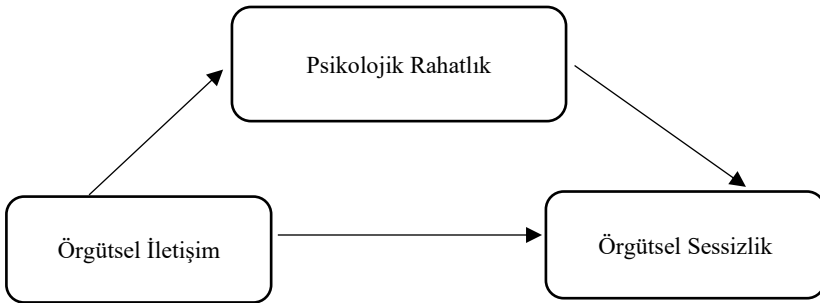 Psikolojik Rahatlık
Örgütsel İletişim
Örgütsel Sessizlik